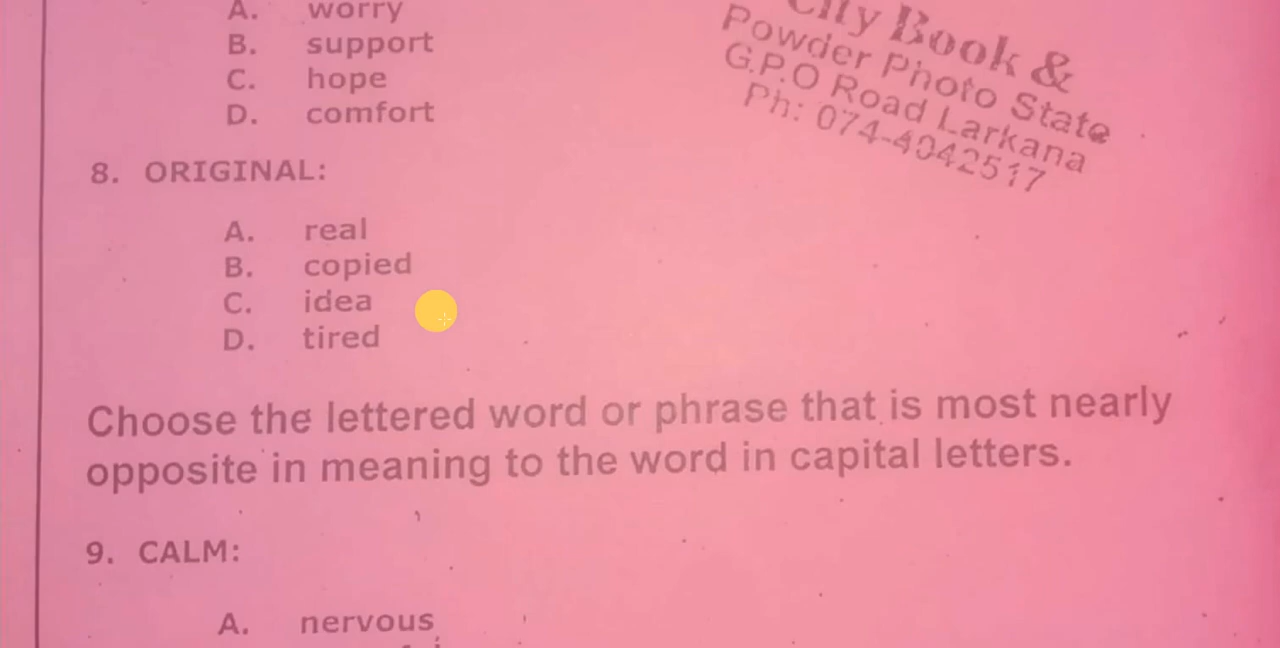 A. worry
B. support
C. hope
D. comfort
City Book &
Powder Photo State
G.P.O Road Larkana
Ph: 074-4042517
8. ORIGINAL:
A. real
B. copied
C. idea
D. tired
Choose the lettered word or phrase that is most nearly
opposite in meaning to the word in capital letters.
9. CALM:
A. nervous